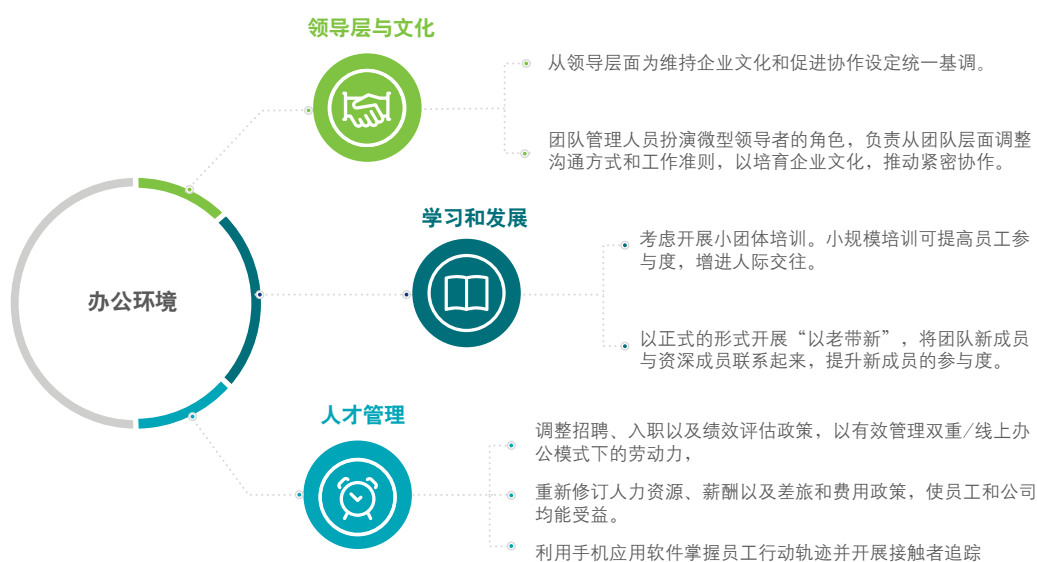 领导层与文化
从领导层面为维持企业文化和促进协作设定统一基调。
团队管理人员扮演微型领导者的角色，负责从团队层面调整
沟通方式和工作准则，以培育企业文化，推动紧密协作。
学习和发展
考虑开展小团体培训。小规模培训可提高员工参
与度，增进人际交往。
办公环境
以正式的形式开展“以老带新”，将团队新成员
与资深成员联系起来，提升新成员的参与度。
人才管理
调整招聘、入职以及绩效评估政策，以有效管理双重/线上办
公模式下的劳动力，
重新修订人力资源、薪酬以及差旅和费用政策，使员工和公司
均能受益。
利用手机应用软件掌握员工行动轨迹并开展接触者追踪